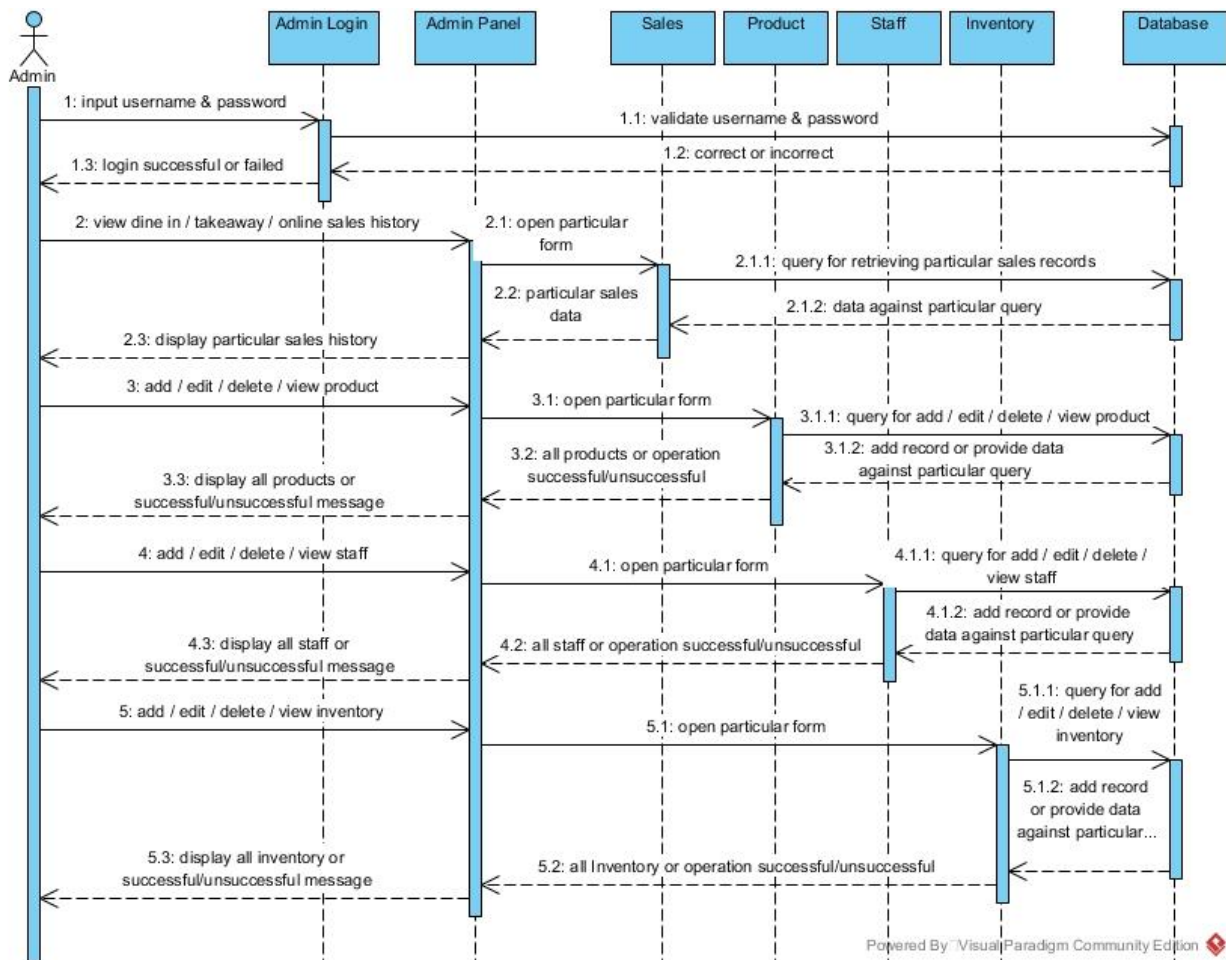 Admin Login
Admin Panel
Sales
Product
Staff
Inventory
Database
Admin
1: input username & password
1.1: validate username & password
1.2: correct or incorrect
1.3: login successful or failed
2: view dine in / takeaway / online sales history
2.1: open particular
form
2.1.1: query for retrieving particular sales records
2.2: particular sales
data
2.1.2: data against particular query
2.3: display particular sales history
3: add / edit / delete / view product
3.1: open particular form
3.1.1: query for add / edit / delete / view product
3.2: all products or operation
successful/unsuccessful
3.1.2: add record or provide data
against particular query
3.3: display all products or
successful/unsuccessful message
4: add / edit / delete / view staff
4.1: open particular form
4.1.1: query for add / edit / delete /
view staff
4.1.2: add record or provide
data against particular query
4.3: display all staff or
successful/unsuccessful message
4.2: all staff or operation successful/unsuccessful
5: add / edit / delete / view inventory
5.1: open particular form
5.1.1: query for add
/ edit / delete / view
inventory
5.1.2: add record
or provide data
against particular...
5.3: display all inventory or
successful/unsuccessful message
5.2: all Inventory or operation successful/unsuccessful
Powered By Visual Paradigm Community Edition